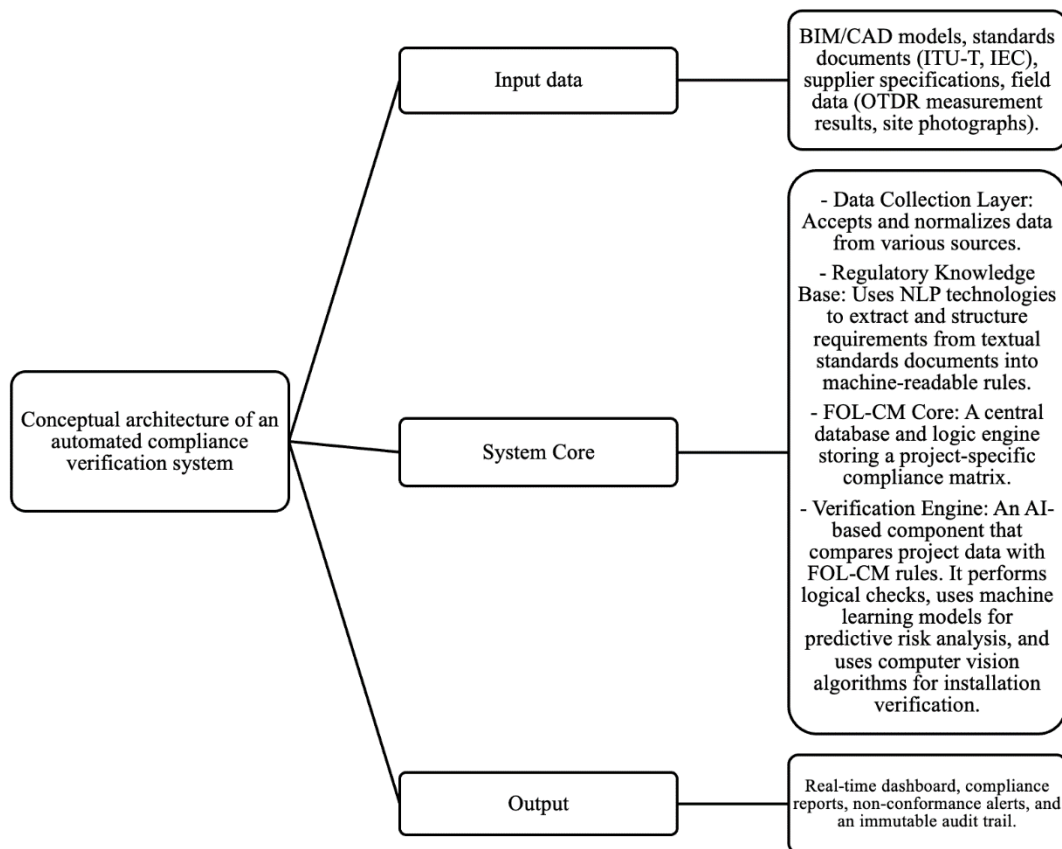 Conceptual architecture of an
automated compliance
verification system
Input data
BIM/CAD models, standards
documents (ITU-T, IEC),
supplier specifications, field
data (OTDR measurement
results, site photographs).
System Core
- Data Collection Layer:
Accepts and normalizes data
from various sources.
- Regulatory Knowledge
Base: Uses NLP technologies
to extract and structure
requirements from textual
standards documents into
machine-readable rules.
- FOL-CM Core: A central
database and logic engine
storing a project-specific
compliance matrix.
- Verification Engine: An AI-
based component that
compares project data with
FOL-CM rules. It performs
logical checks, uses machine
learning models for
predictive risk analysis, and
uses computer vision
algorithms for installation
verification.
Output
Real-time dashboard, compliance
reports, non-conformance alerts, and
an immutable audit trail.